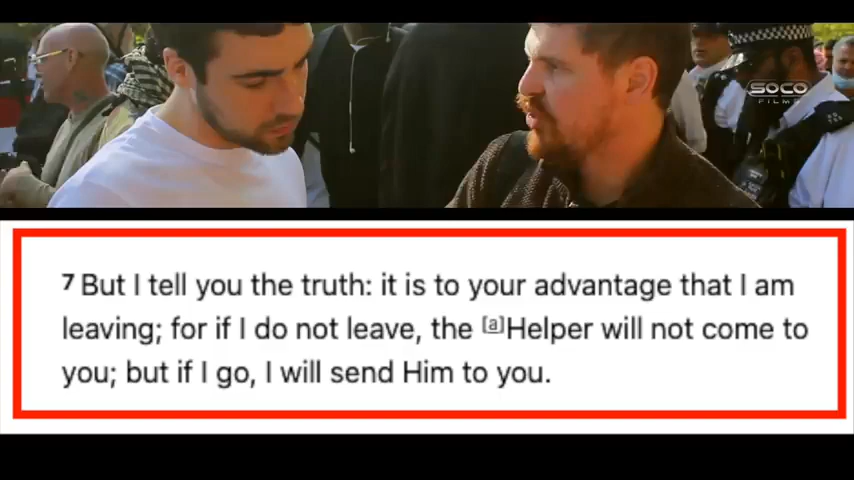 SOCO
FILMS
7 But I tell you the truth: it is to your advantage that I am
leaving; for if I do not leave, the [a]Helper will not come to
you; but if I go, I will send Him to you.